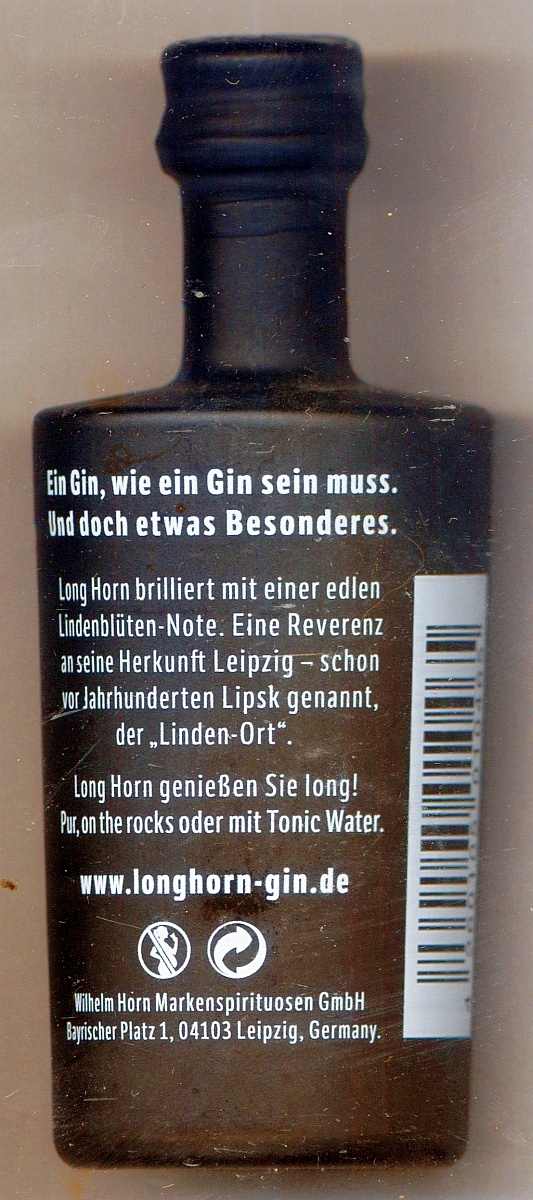 Ein Gin, wie ein Gin sein muss.
Und doch etwas Besonderes.
Long Horn brilliert mit einer edlen
Lindenblüten-Note. Eine Reverenz
an seine Herkunft Leipzig – schon
vor Jahrhunderten Lipsk genannt,
der „Linden-Ort“.
Long Horn genießen Sie long!
Pur, on the rocks oder mit Tonic Water.
www.longhorn-gin.de
Wilhelm Horn Markenspirituosen GmbH
Bayrischer Platz 1, 04103 Leipzig, Germany.